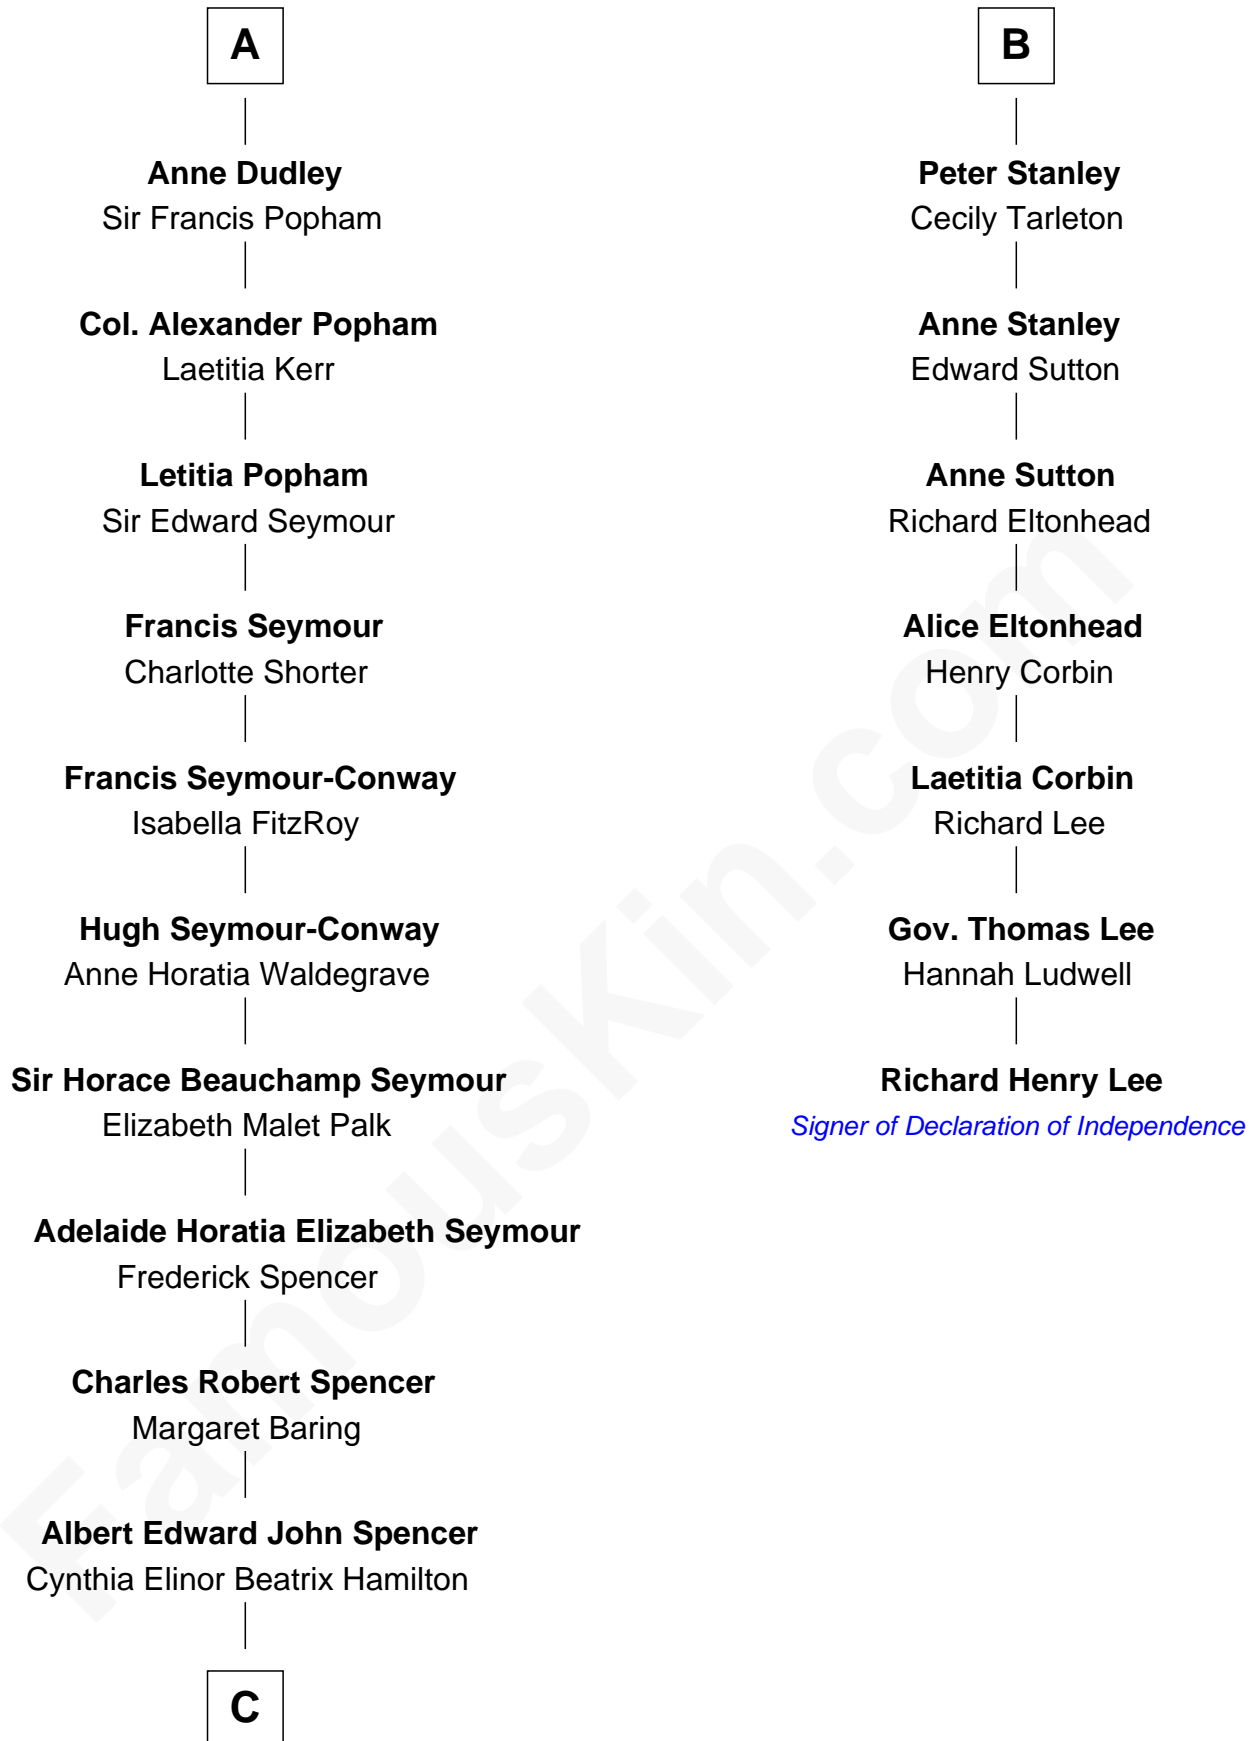 A
Anne Dudley
Sir Francis Popham
Col. Alexander Popham
Laetitia Kerr
Letitia Popham
Sir Edward Seymour
Francis Seymour
Charlotte Shorter
Francis Seymour-Conway
Isabella FitzRoy
Hugh Seymour-Conway
Anne Horatia Waldegrave
Sir Horace Beauchamp Seymour
Elizabeth Malet Palk
Adelaide Horatia Elizabeth Seymour
Frederick Spencer
Charles Robert Spencer
Margaret Baring
Albert Edward John Spencer
Cynthia Elinor Beatrix Hamilton
C
B
Peter Stanley
Cecily Tarleton
Anne Stanley
Edward Sutton
Anne Sutton
Richard Eltonhead
Alice Eltonhead
Henry Corbin
Laetitia Corbin
Richard Lee
Gov. Thomas Lee
Hannah Ludwell
Richard Henry Lee
Signer of Declaration of Independence
FamousKin.com